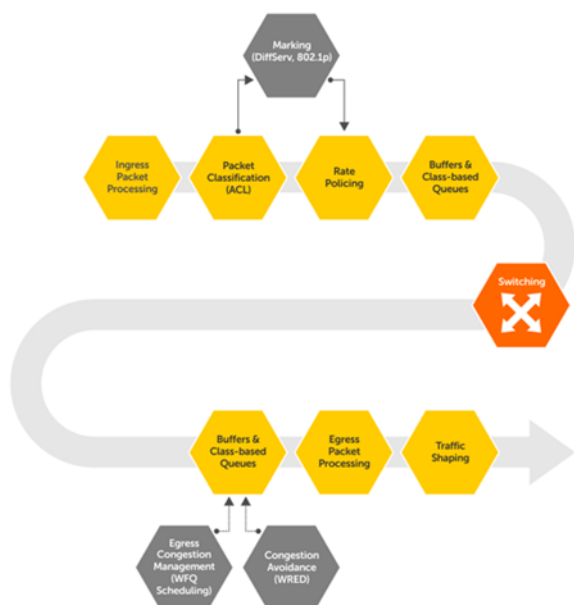 Marking
(DiffServ, 802.1p)
Ingress
Packet
Processing
Packet
Classification
(ACL)
Rate
Policing
Buffers &
Class-based
Queues
Switching
Buffers &
Class-based
Queues
Egress
Packet
Processing
Traffic
Shaping
Egress
Congestion
Management
(WFQ
Scheduling)
Congestion
Avoidance
(WRED)